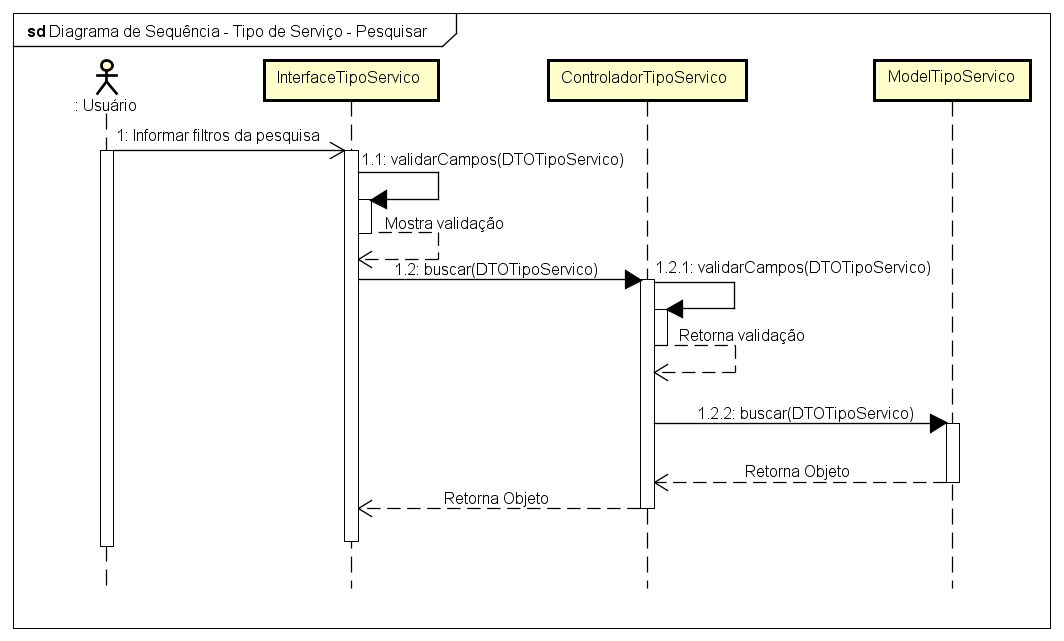 sd Diagrama de Sequência - Tipo de Serviço - Pesquisar
: Usuário
InterfaceTipoServico
ControladorTipoServico
ModelTipoServico
1: Informar filtros da pesquisa
1.1: validarCampos(DTOTipoServico)
Mostra validação
1.2: buscar(DTOTipoServico)
1.2.1: validarCampos(DTOTipoServico)
Retorna validação
1.2.2: buscar(DTOTipoServico)
Retorna Objeto
Retorna Objeto